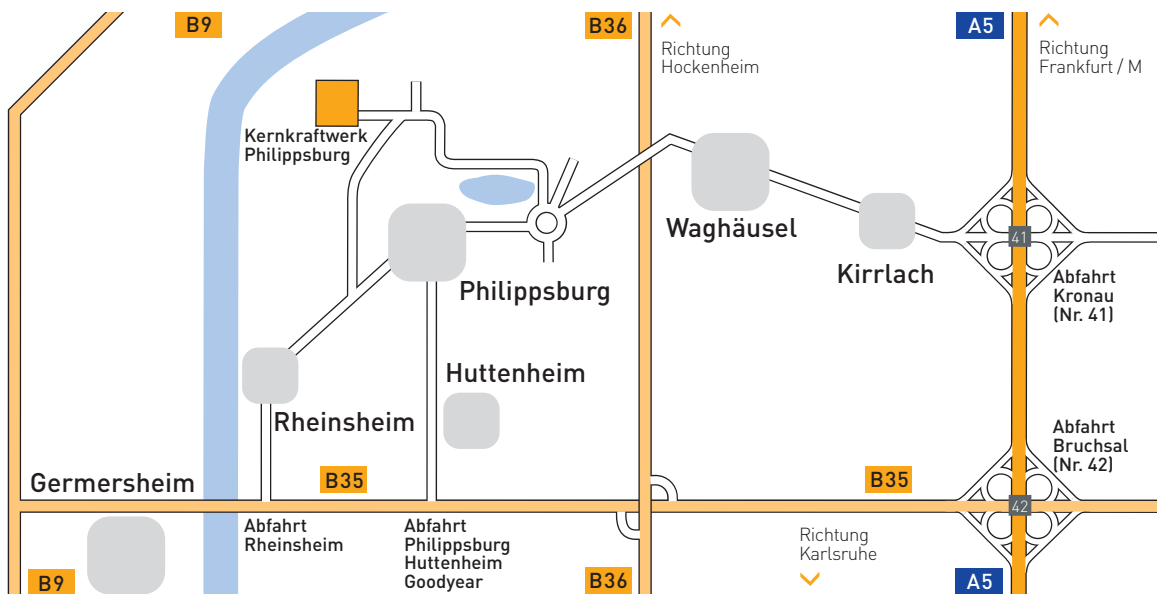 B9
B36
A5
Richtung
Hockenheim
Richtung
Frankfurt / M
Kernkraftwerk
Philippsburg
Waghäusel
41
Kirrlach
Philippsburg
Abfahrt
Kronau
(Nr. 41)
Huttenheim
Rheinsheim
Abfahrt
Bruchsal
(Nr. 42)
Germersheim
B35
B35
42
Abfahrt
Rheinsheim
Abfahrt
Philippsburg
Huttenheim
Goodyear
Richtung
Karlsruhe
B9
B36
A5